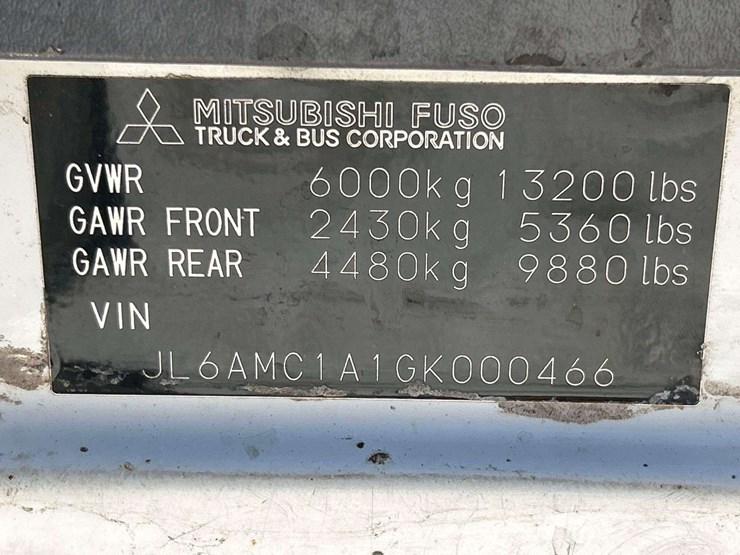 MITSUBISHI FUSO
TRUCK & BUS CORPORATION
GVWR 6000kg 13200lbs
GAWR FRONT 2430kg 5360lbs
GAWR REAR 4480kg 9880lbs
VIN
JL6AMC1A1GK000466